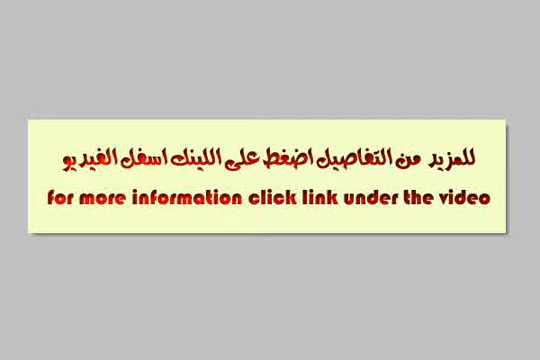 للمزيد من التفاصيل اضغط على اللينك اسفل الفيديو
for more information click link under the video